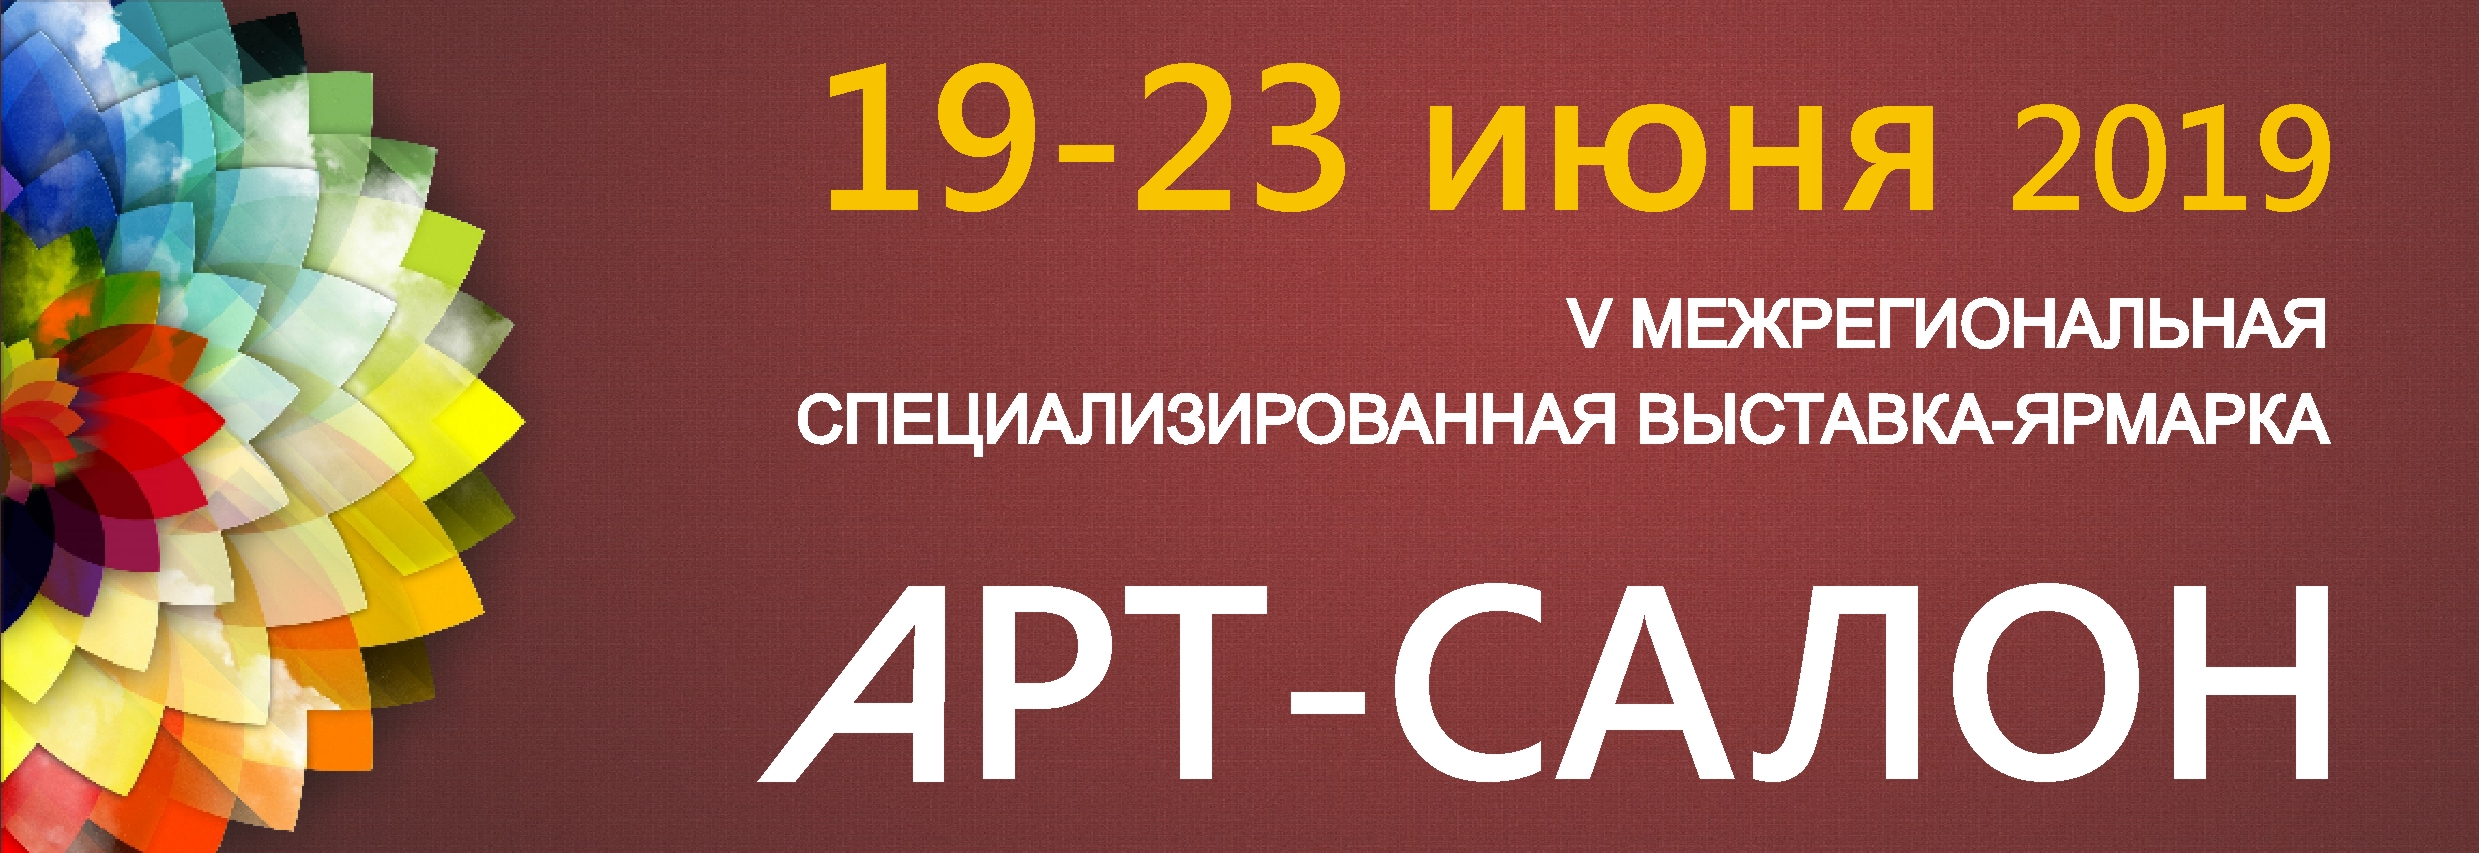 19-23 июня 2019
V МЕЖРЕГИОНАЛЬНАЯ
СПЕЦИАЛИЗИРОВАННАЯ ВЫСТАВКА-ЯРМАРКА
АРТ-САЛОН